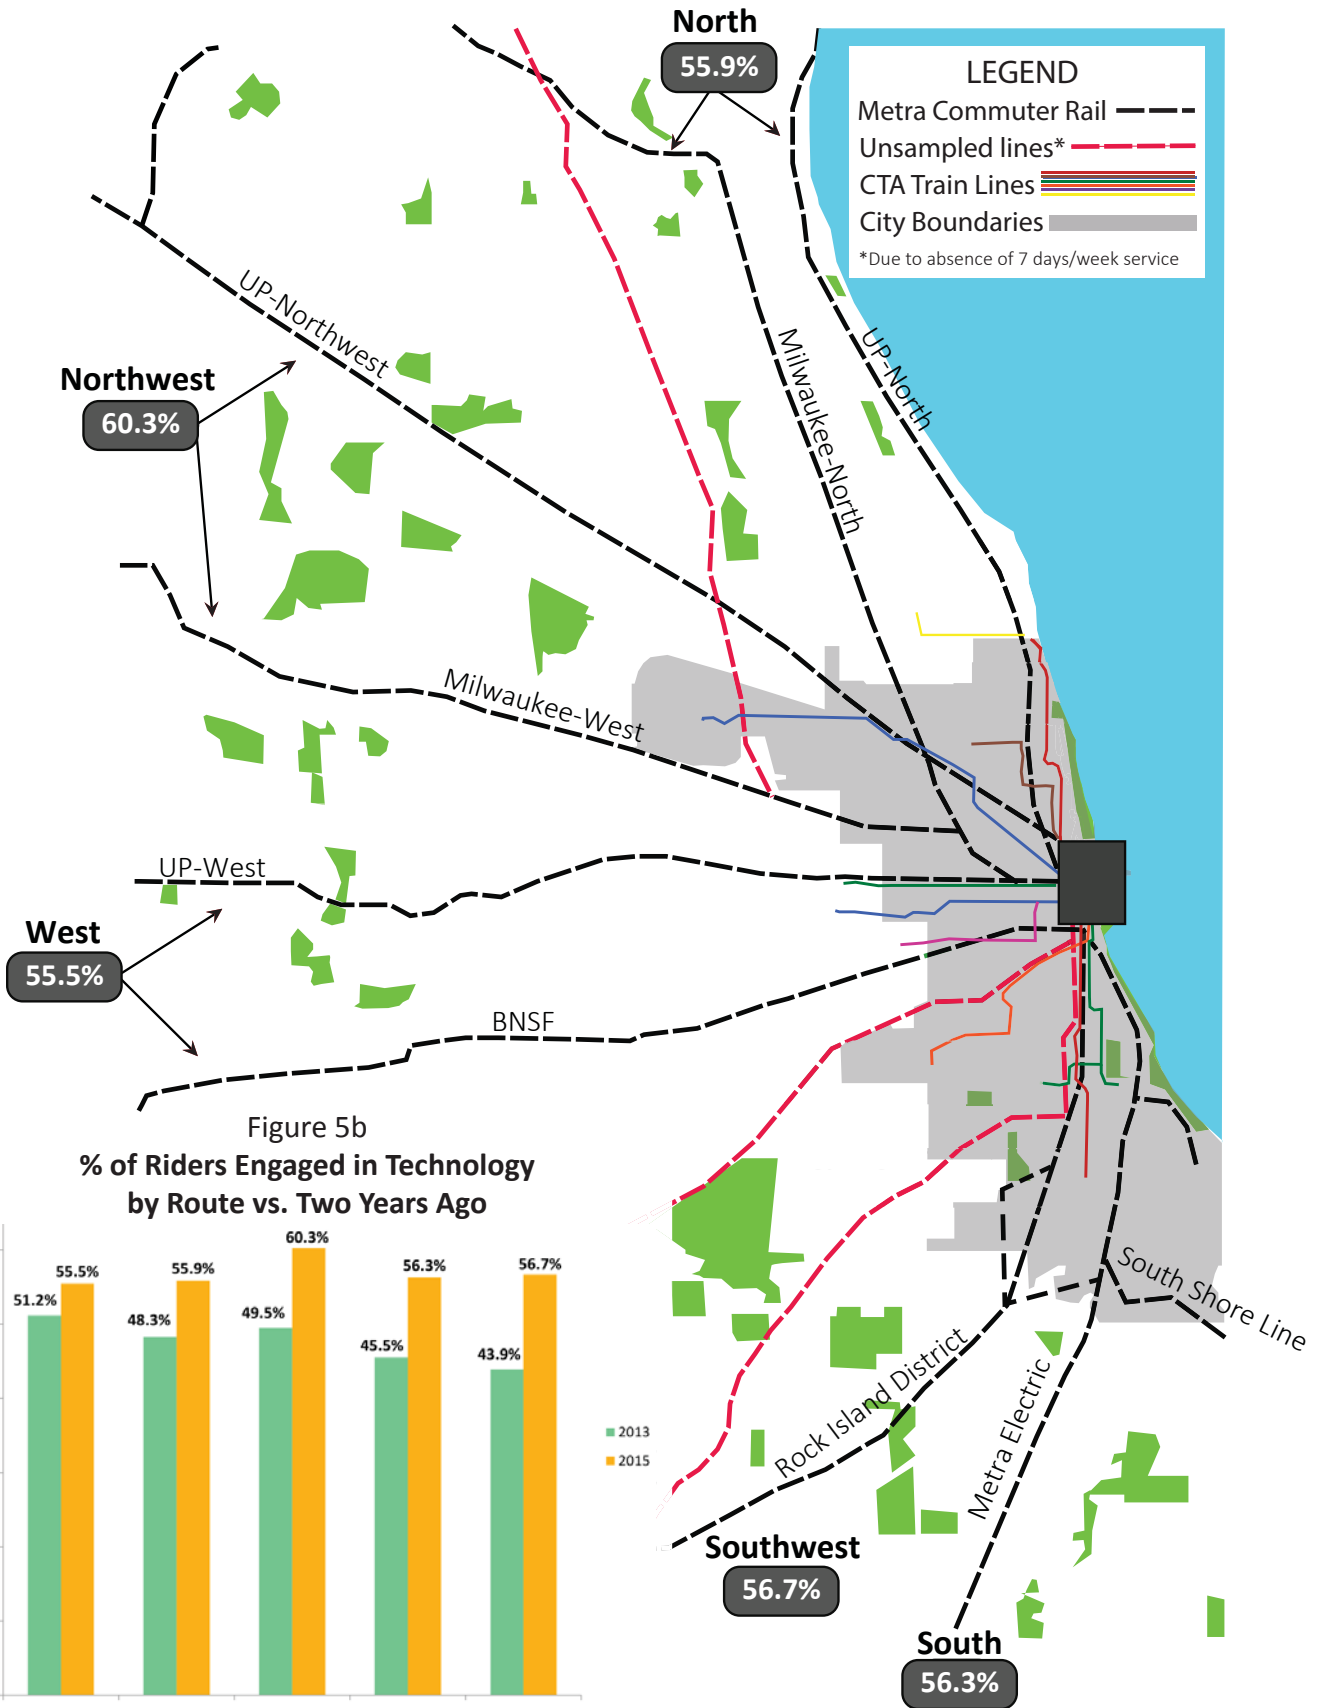 North
55.9%
LEGEND
Metra Commuter Rail
Unsampled lines*
CTA Train Lines
City Boundaries
*Due to absence of 7 days/week service
UP-Northwest
Milwaukee-North
UP-North
Northwest
60.3%
Milwaukee-West
UP-West
West
55.5%
BNSF
Figure 5b
% of Riders Engaged in Technology
by Route vs. Two Years Ago
51.2%
55.5%
48.3%
55.9%
49.5%
60.3%
45.5%
56.3%
43.9%
56.7%
2013
2015
South Shore Line
Rock Island District
Metra Electric
Southwest
56.7%
South
56.3%